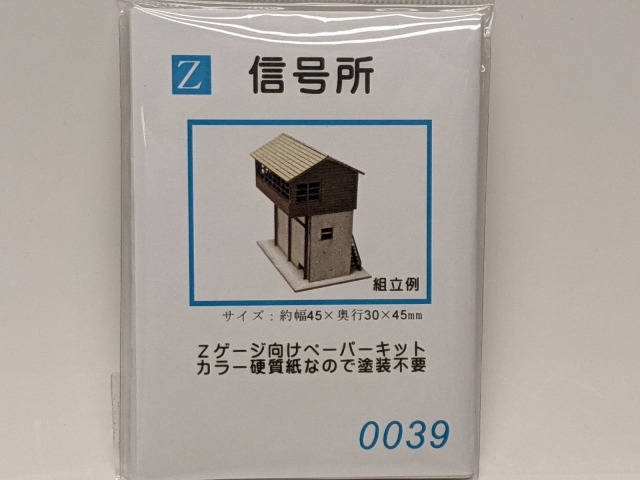 Z 信号所
組立例
サイズ：約幅45×奥行30×45mm
Zゲージ向けペーパーキット
カラー硬質紙なので塗装不要
0039